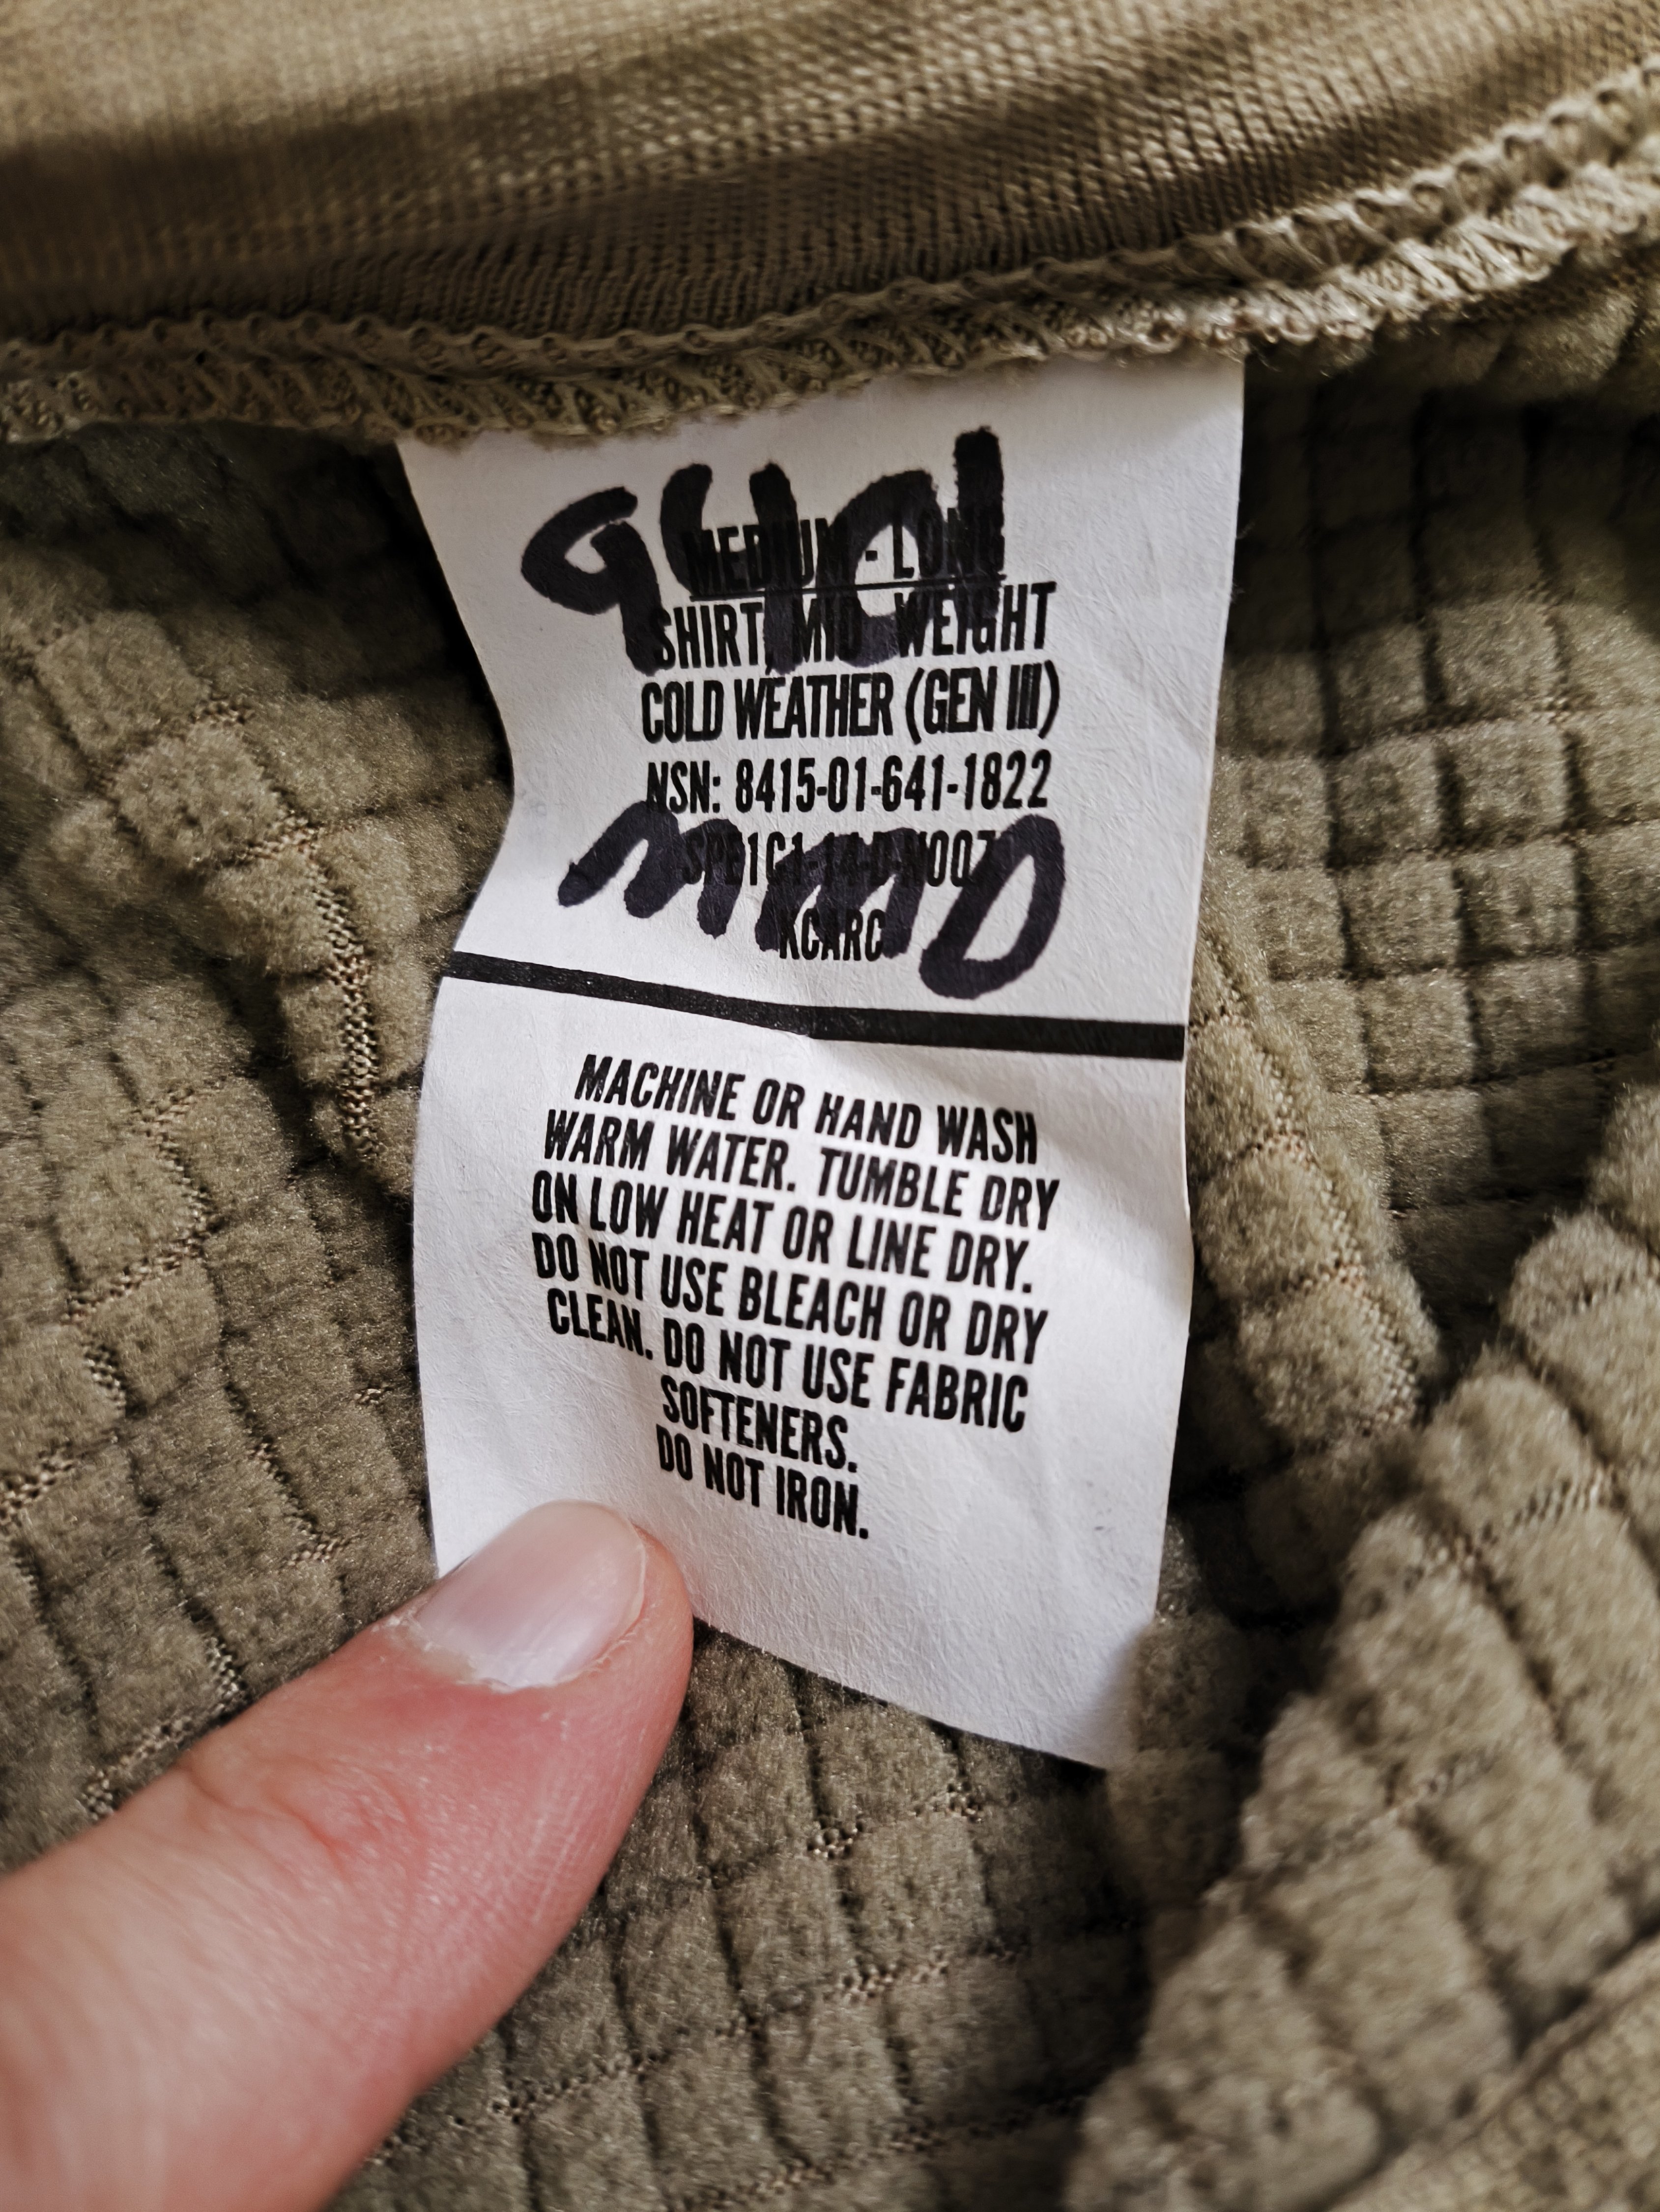 MEDIUM - LONG
SHIRT, MID WEIGHT
COLD WEATHER (GEN III)
NSN: 8415-01-641-1822
KCARC
MACHINE OR HAND WASH
WARM WATER. TUMBLE DRY
ON LOW HEAT OR LINE DRY.
DO NOT USE BLEACH OR DRY
CLEAN. DO NOT USE FABRIC
SOFTENERS.
DO NOT IRON.